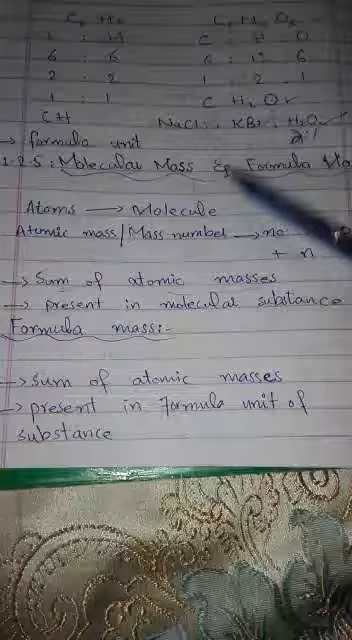 C6 H6 C6 H12 O6
C : H C : H : O
6 : 6 6 : 12 : 6
2 : 2 1 : 2 : 1
1 : 1 C H2 O
CH NaCl, KBr, H2O
2:1
→ formula unit
1.2.5: Molecular Mass & Formula
Atoms → Molecule
Atomic mass/Mass number → no
+ n
→ Sum of atomic masses
→ present in molecular substance
Formula mass:-
→ sum of atomic masses
→ present in formula unit of
substance